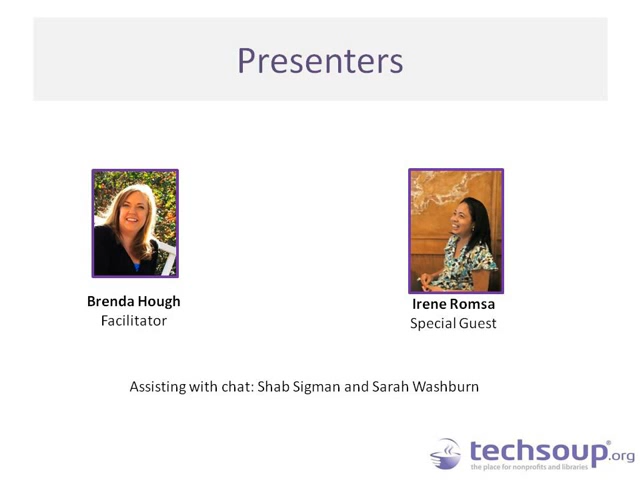 Presenters
Brenda Hough
Facilitator
Irene Romsa
Special Guest
Assisting with chat: Shab Sigman and Sarah Washburn
techsoup®.org
the place for nonprofits and libraries